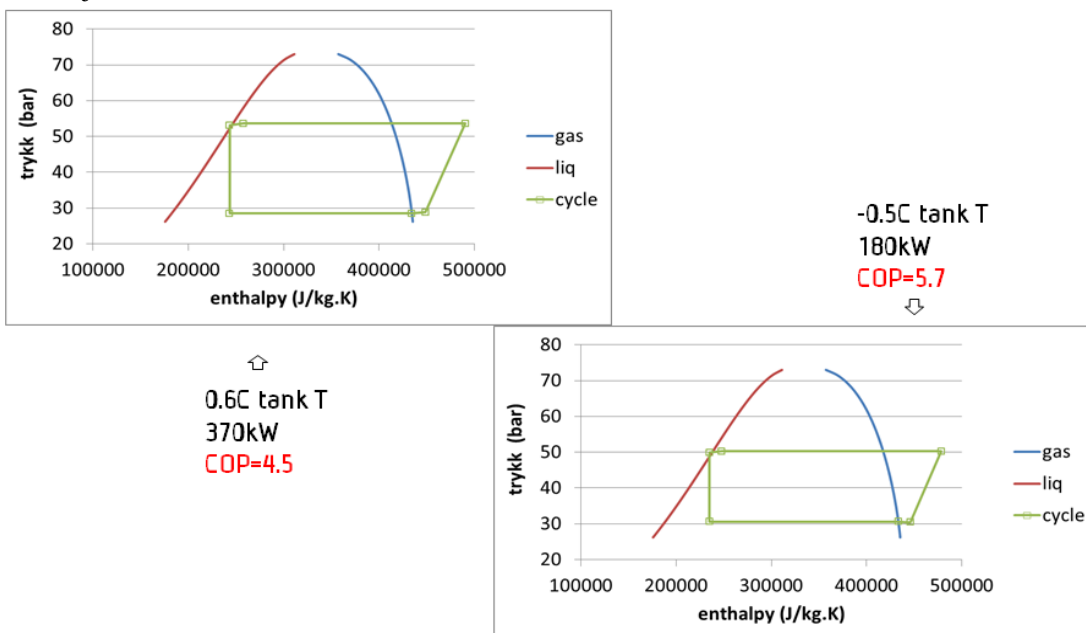 80
70
60
50
40
30
20
trykk (bar)
100000 200000 300000 400000 500000
enthalpy (J/kg.K)
gas
liq
cycle
0.6C tank T
370kW
COP=4.5
-0.5C tank T
180kW
COP=5.7
80
70
60
50
40
30
20
trykk (bar)
100000 200000 300000 400000 500000
enthalpy (J/kg.K)
gas
liq
cycle